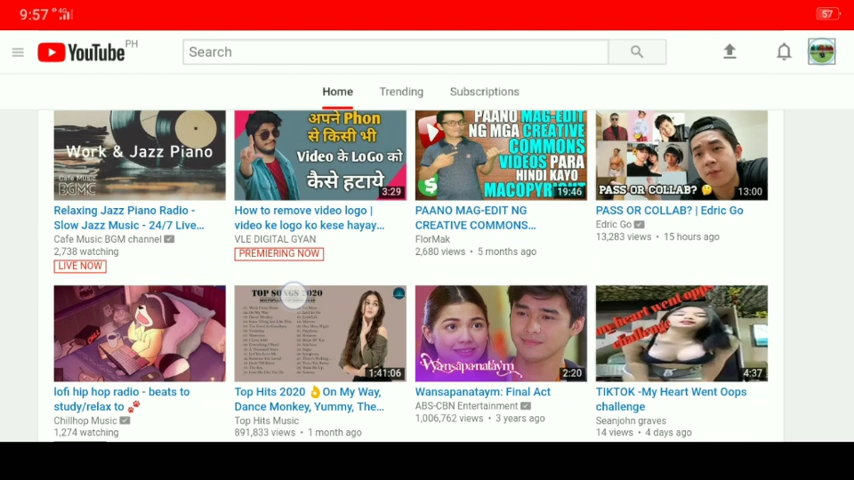 9:57
57
YouTube PH
Search
Home Trending Subscriptions
Work & Jazz Piano
Cafe Music
BGMC
अपने Phon
से किसी भी
Video के LoGo को
कैसे हटाये
3:29
PAANO MAG-EDIT
NG MGA CREATIVE
COMMONS
VIDEOS PARA
HINDI KAYO
MACOPYRIGHT
19:46
PASS OR COLLAB?
13:00
Relaxing Jazz Piano Radio -
Slow Jazz Music - 24/7 Live...
Cafe Music BGM channel
2,738 watching
LIVE NOW
How to remove video logo |
video ke logo ko kese hayay...
VLE DIGITAL GYAN
PREMIERING NOW
PAANO MAG-EDIT NG
CREATIVE COMMONS...
FlorMak
2,680 views • 5 months ago
PASS OR COLLAB? | Edric Go
Edric Go
13,283 views • 15 hours ago
TOP SONGS 2020
1:41:06
Wansapanataym
2:20
my heart went opps
challenge
4:37
lofi hip hop radio - beats to
study/relax to 🐾
Chillhop Music
1,274 watching
Top Hits 2020 👌On My Way,
Dance Monkey, Yummy, The...
Top Hits Music
891,833 views • 1 month ago
Wansapanataym: Final Act
ABS-CBN Entertainment
1,006,762 views • 3 years ago
TIKTOK -My Heart Went Oops
challenge
Seanjohn graves
14 views • 4 days ago